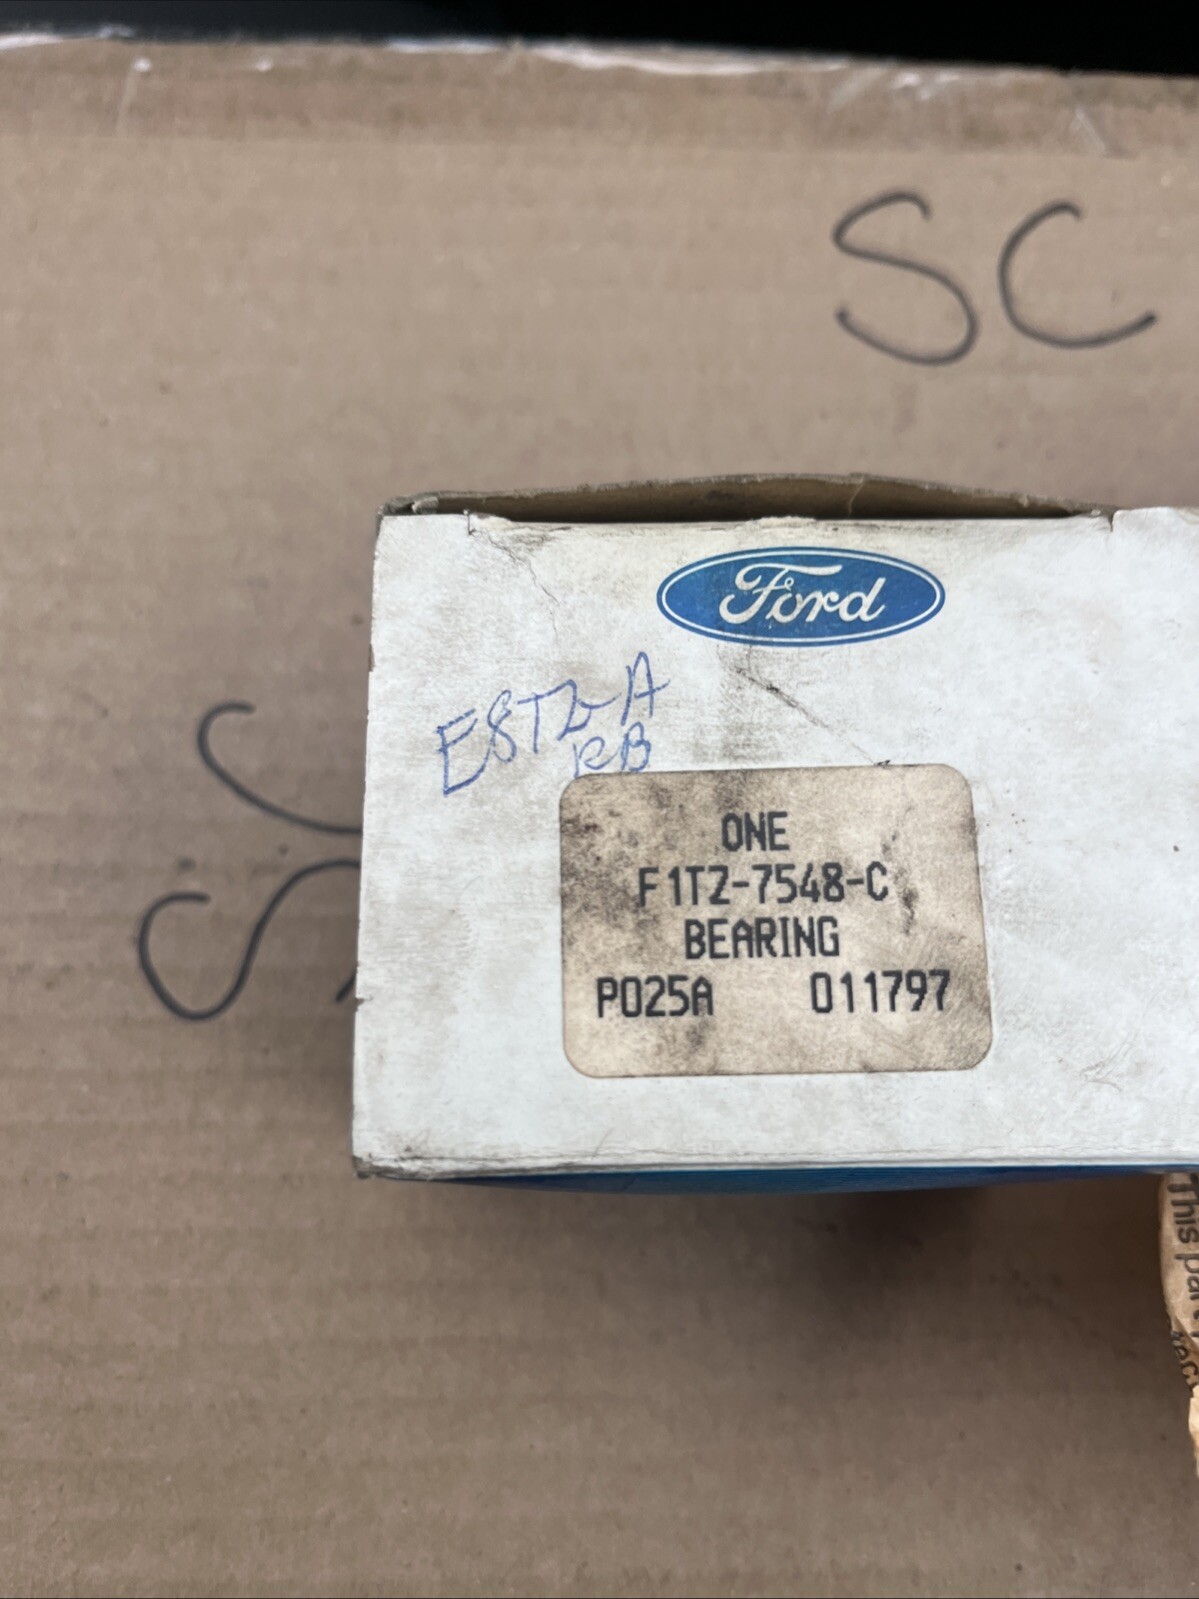 SC
Ford
E8TZ-A
RB
ONE
F1TZ-7548-C
BEARING
P025A 011797
This par